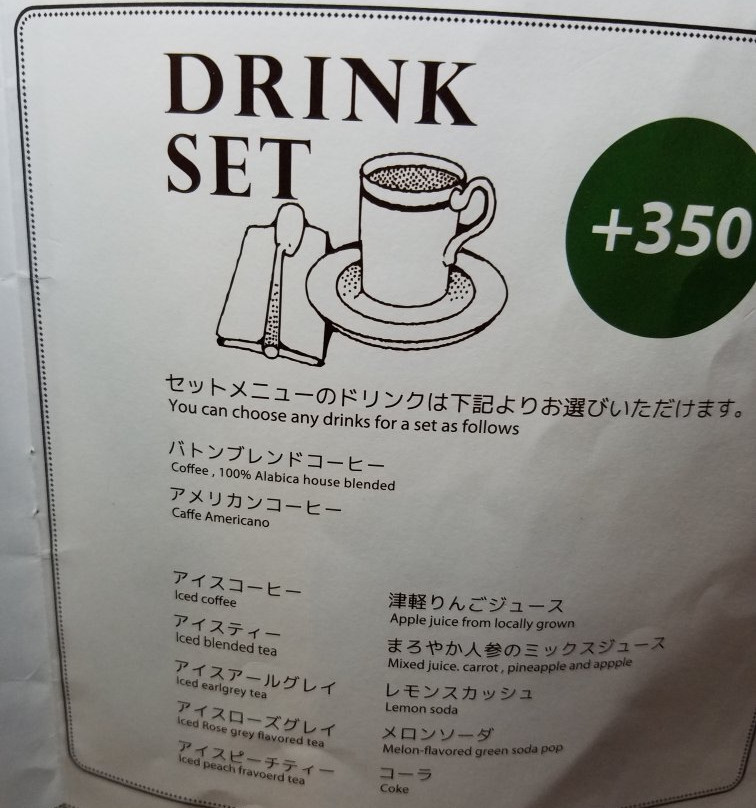 DRINK
SET
+350
セットメニューのドリンクは下記よりお選びいただけます。
You can choose any drinks for a set as follows
バトンブレンドコーヒー
Coffee , 100% Alabica house blended
アメリカンコーヒー
Caffe Americano
アイスコーヒー
Iced coffee
アイスティー
Iced blended tea
アイスアールグレイ
Iced earlgrey tea
アイスローズグレイ
Iced Rose grey flavored tea
アイスピーチティー
Iced peach fravoerd tea
津軽りんごジュース
Apple juice from locally grown
まろやか人参のミックスジュース
Mixed juice. carrot , pineapple and appple
レモンスカッシュ
Lemon soda
メロンソーダ
Melon-flavored green soda pop
コーラ
Coke